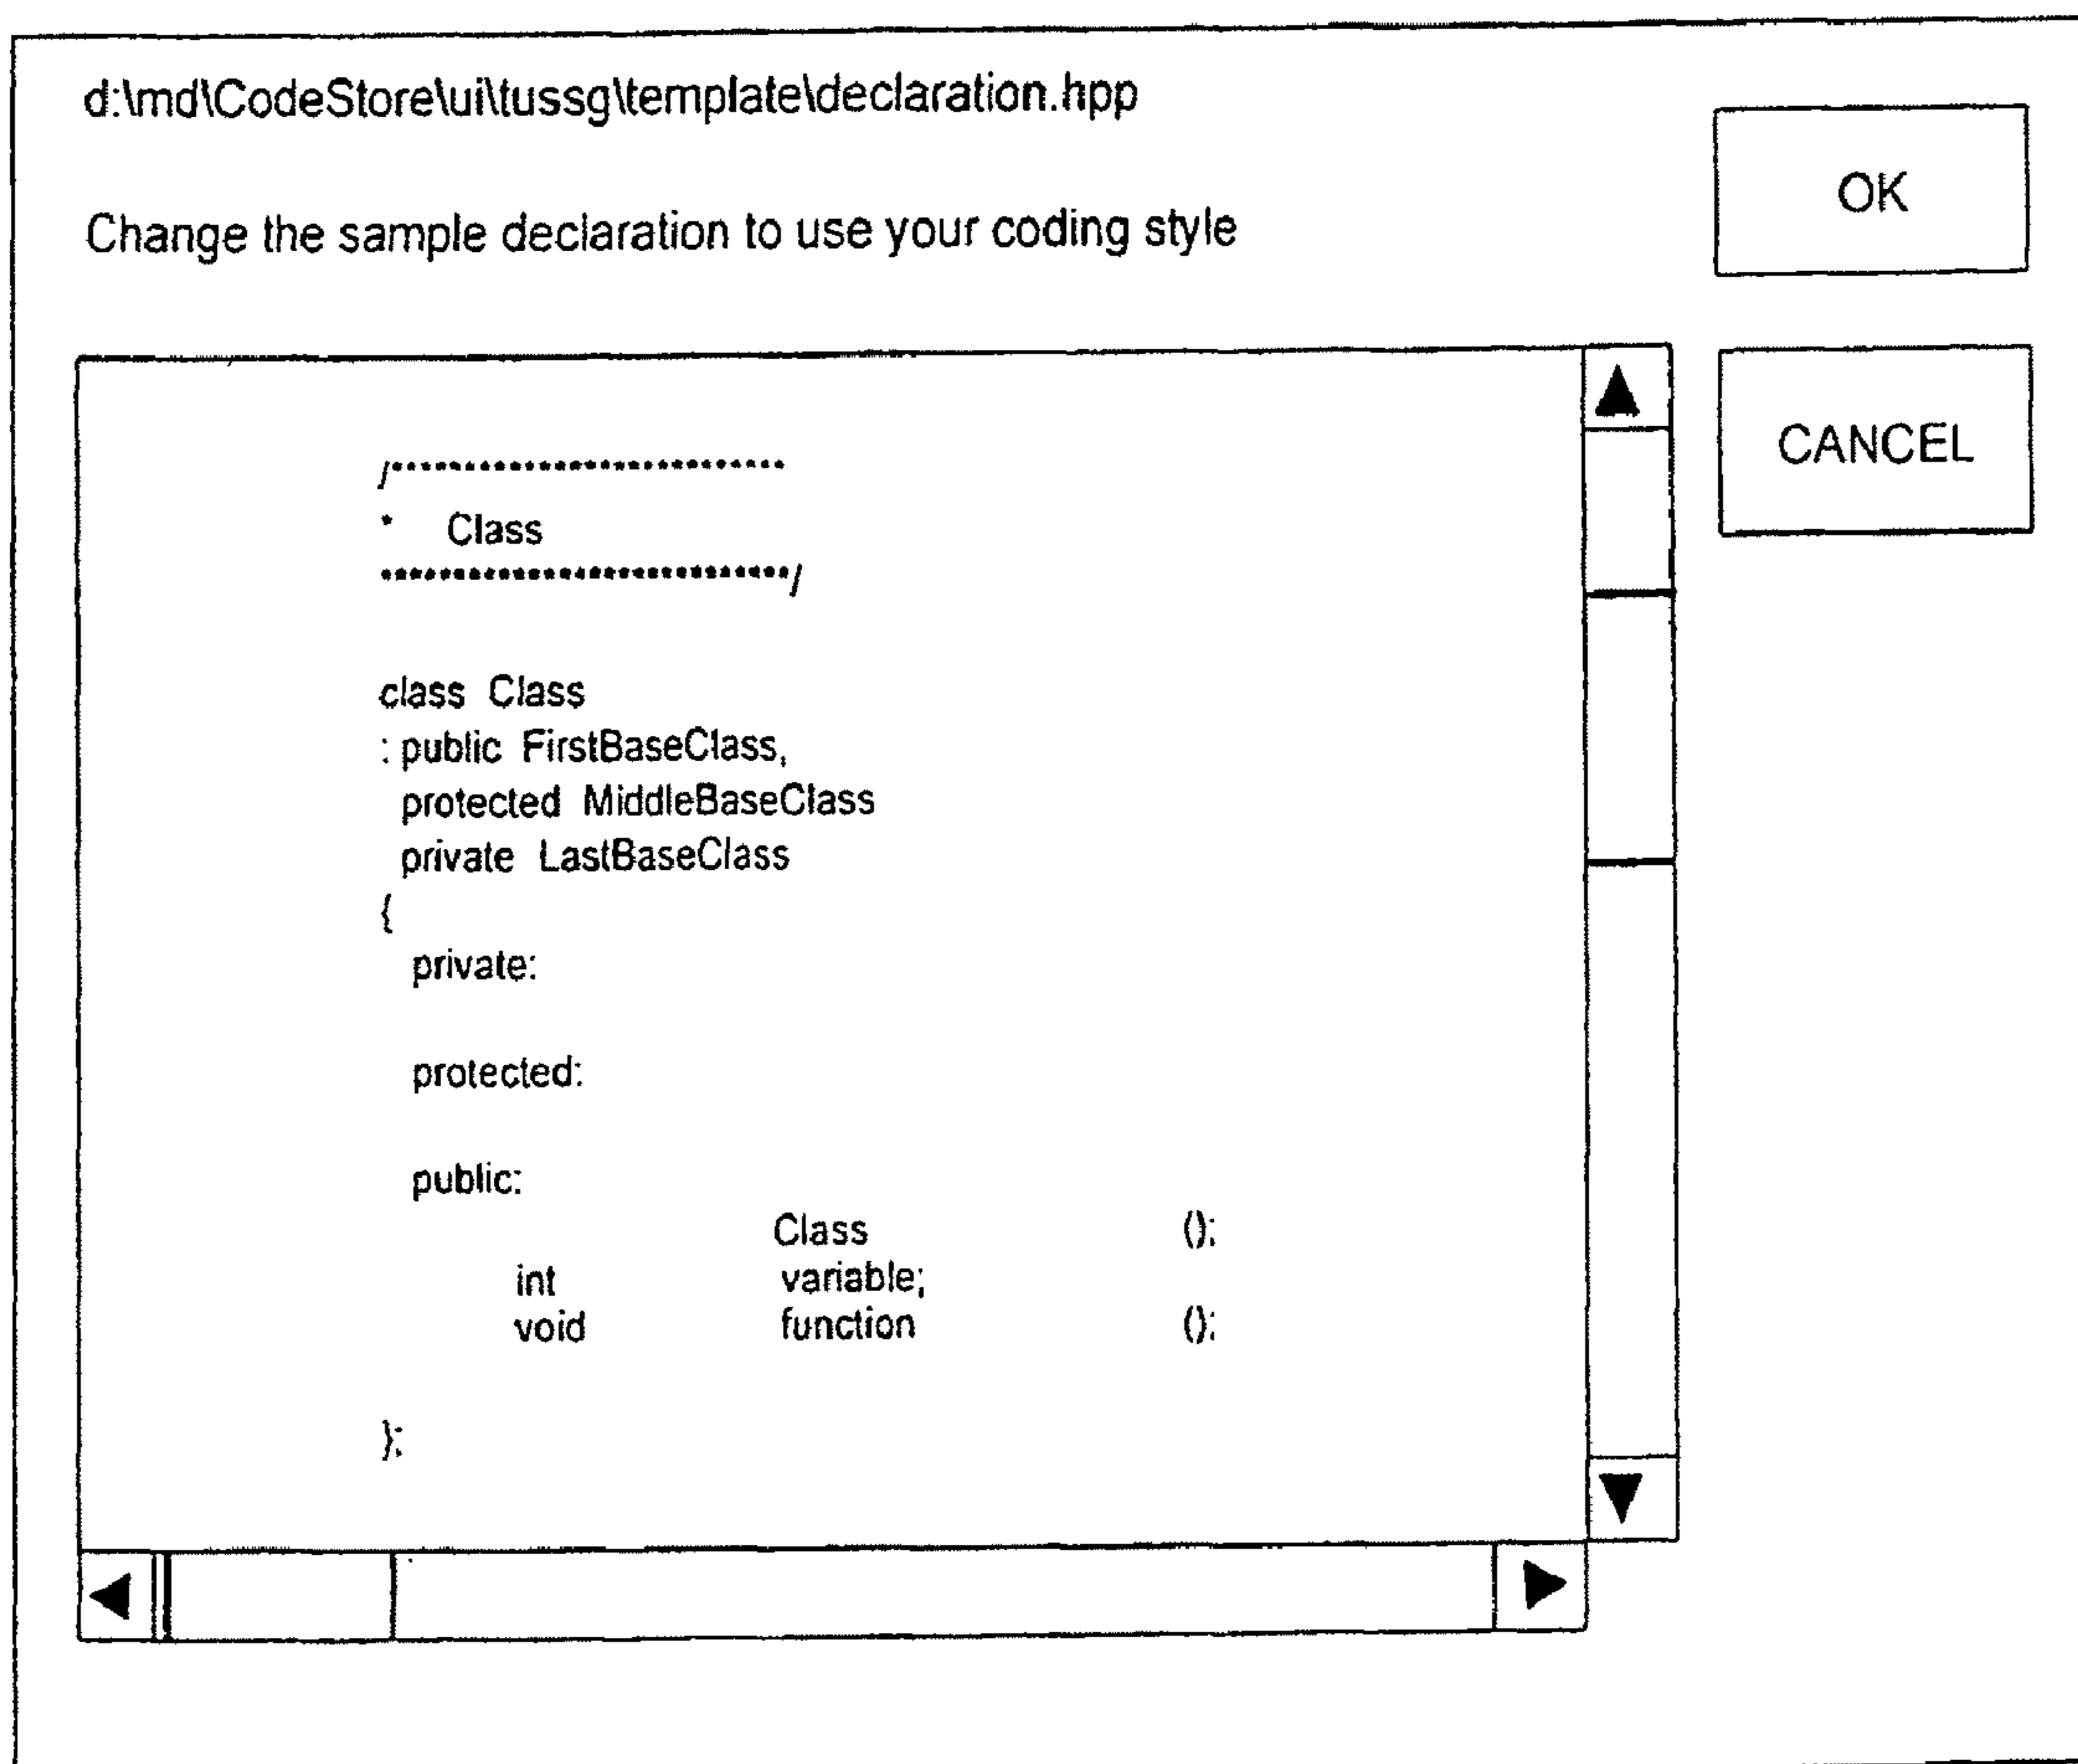 d:\md\CodeStore\ui\tussg\template\declaration.hpp
OK
Change the sample declaration to use your coding style
CANCEL
/***************************
* Class
****************************/
class Class
: public FirstBaseClass,
protected MiddleBaseClass
private LastBaseClass
{
private:
protected:
public:
Class ();
int variable;
void function ();
};